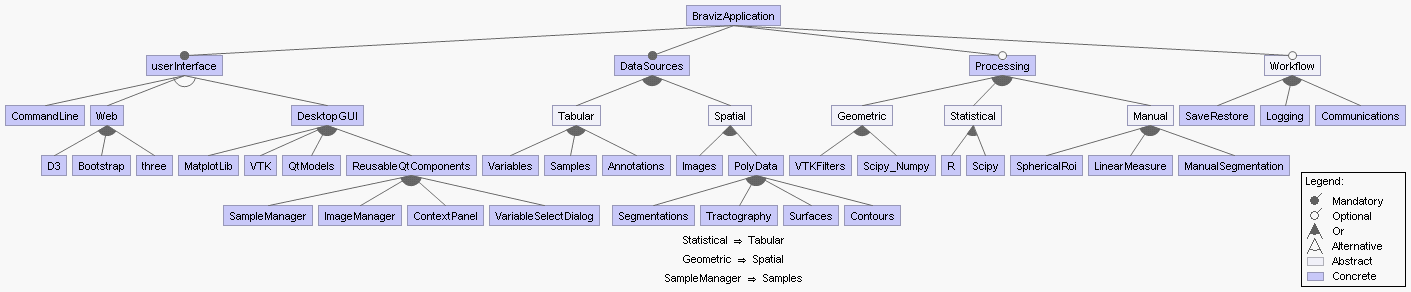 BravizApplication
userInterface DataSources Processing Workflow
CommandLine Web DesktopGUI Tabular Spatial Geometric Statistical Manual SaveRestore Logging Communications
D3 Bootstrap three MatplotLib VTK QtModels ReusableQtComponents Variables Samples Annotations Images PolyData VTKFilters Scipy_Numpy R Scipy SphericalRoi LinearMeasure ManualSegmentation
SampleManager ImageManager ContextPanel VariableSelectDialog Segmentations Tractography Surfaces Contours
Statistical ⇒ Tabular
Geometric ⇒ Spatial
SampleManager ⇒ Samples
Legend:
Mandatory
Optional
Or
Alternative
Abstract
Concrete